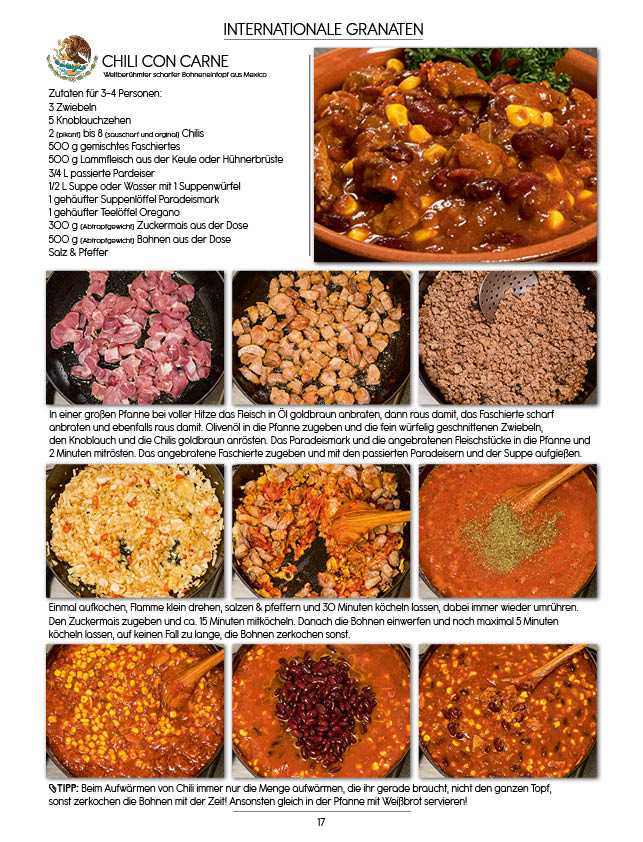 INTERNATIONALE GRANATEN
CHILI CON CARNE
Weltberühmter scharfer Bohneneintopf aus Mexico
Zutaten für 3-4 Personen:
3 Zwiebeln
5 Knoblauchzehen
2 (pikant) bis 8 (sauscharf und orginal) Chilis
500 g gemischtes Faschiertes
500 g Lammfleisch aus der Keule oder Hühnerbrüste
3/4 L passierte Pardeiser
1/2 L Suppe oder Wasser mit 1 Suppenwürfel
1 gehäufter Suppenlöffel Paradeismark
1 gehäufter Teelöffel Oregano
300 g (Abtropfgewicht) Zuckermais aus der Dose
500 g (Abtropfgewicht) Bohnen aus der Dose
Salz & Pfeffer
In einer großen Pfanne bei voller Hitze das Fleisch in Öl goldbraun anbraten, dann raus damit, das Faschierte scharf
anbraten und ebenfalls raus damit. Olivenöl in die Pfanne zugeben und die fein würfelig geschnittenen Zwiebeln,
den Knoblauch und die Chilis goldbraun anrösten. Das Paradeismark und die angebratenen Fleischstücke in die Pfanne und
2 Minuten mitrösten. Das angebratene Faschierte zugeben und mit den passierten Paradeisern und der Suppe aufgießen.
Einmal aufkochen, Flamme klein drehen, salzen & pfeffern und 30 Minuten köcheln lassen, dabei immer wieder umrühren.
Den Zuckermais zugeben und ca. 15 Minuten mitköcheln. Danach die Bohnen einwerfen und noch maximal 5 Minuten
köcheln lassen, auf keinen Fall zu lange, die Bohnen zerkochen sonst.
TIPP: Beim Aufwärmen von Chili immer nur die Menge aufwärmen, die ihr gerade braucht, nicht den ganzen Topf,
sonst zerkochen die Bohnen mit der Zeit! Ansonsten gleich in der Pfanne mit Weißbrot servieren!
17